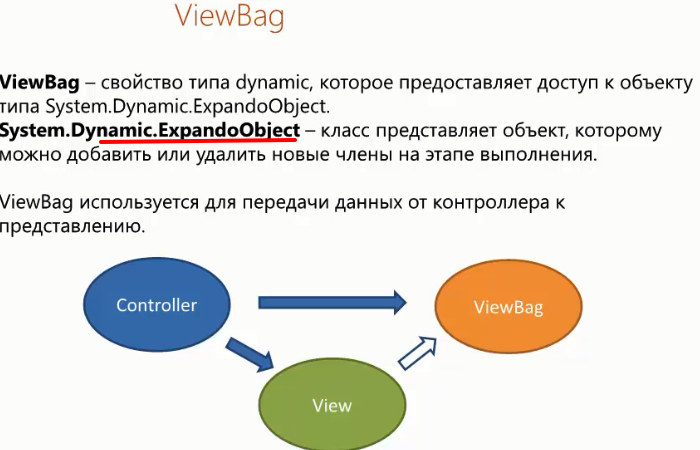 ViewBag
ViewBag – свойство типа dynamic, которое предоставляет доступ к объекту
типа System.Dynamic.ExpandoObject.
System.Dynamic.ExpandoObject – класс представляет объект, которому
можно добавить или удалить новые члены на этапе выполнения.
ViewBag используется для передачи данных от контроллера к
представлению.
Controller
ViewBag
View